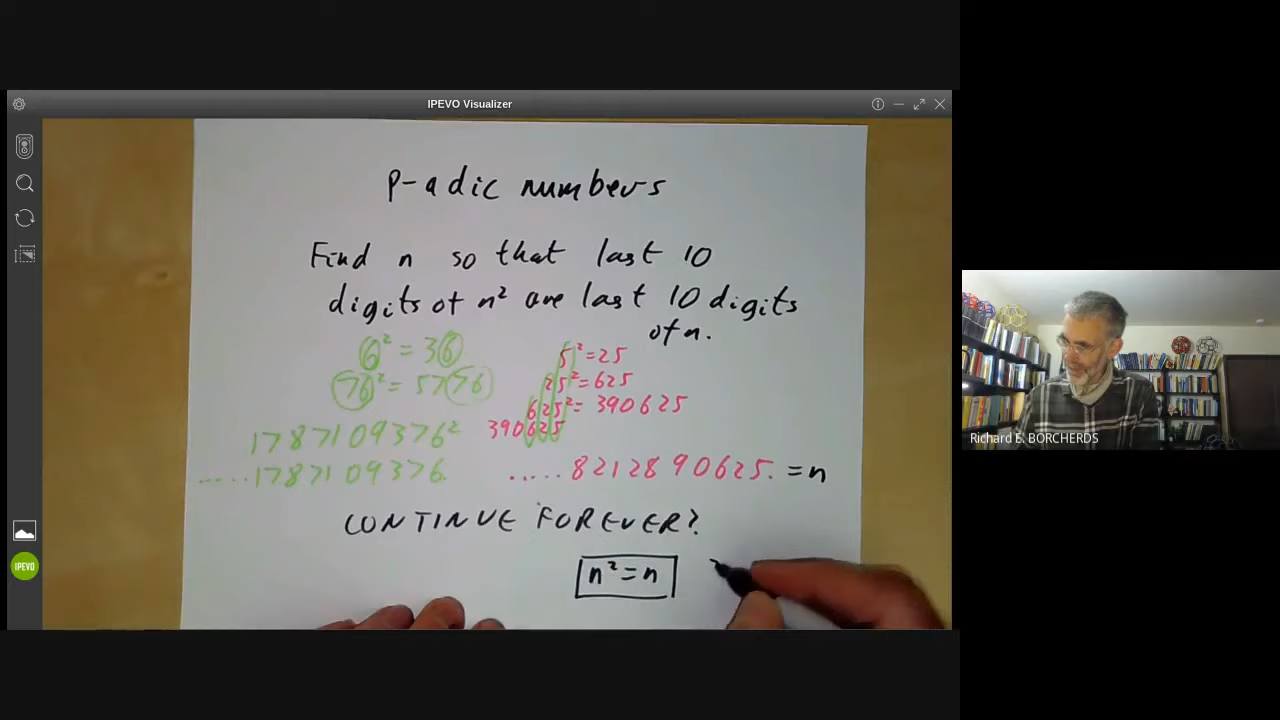 IPEVO Visualizer
p-adic numbers
Find n so that last 10
digits of n² are last 10 digits
of n.
6² = 36
76² = 5776
1787109376²
.....1787109376.
5² = 25
25² = 625
625² = 390625
390625
.....8212890625. = n
CONTINUE FOREVER?
n² = n
IPEVO
Richard E. BORCHERDS